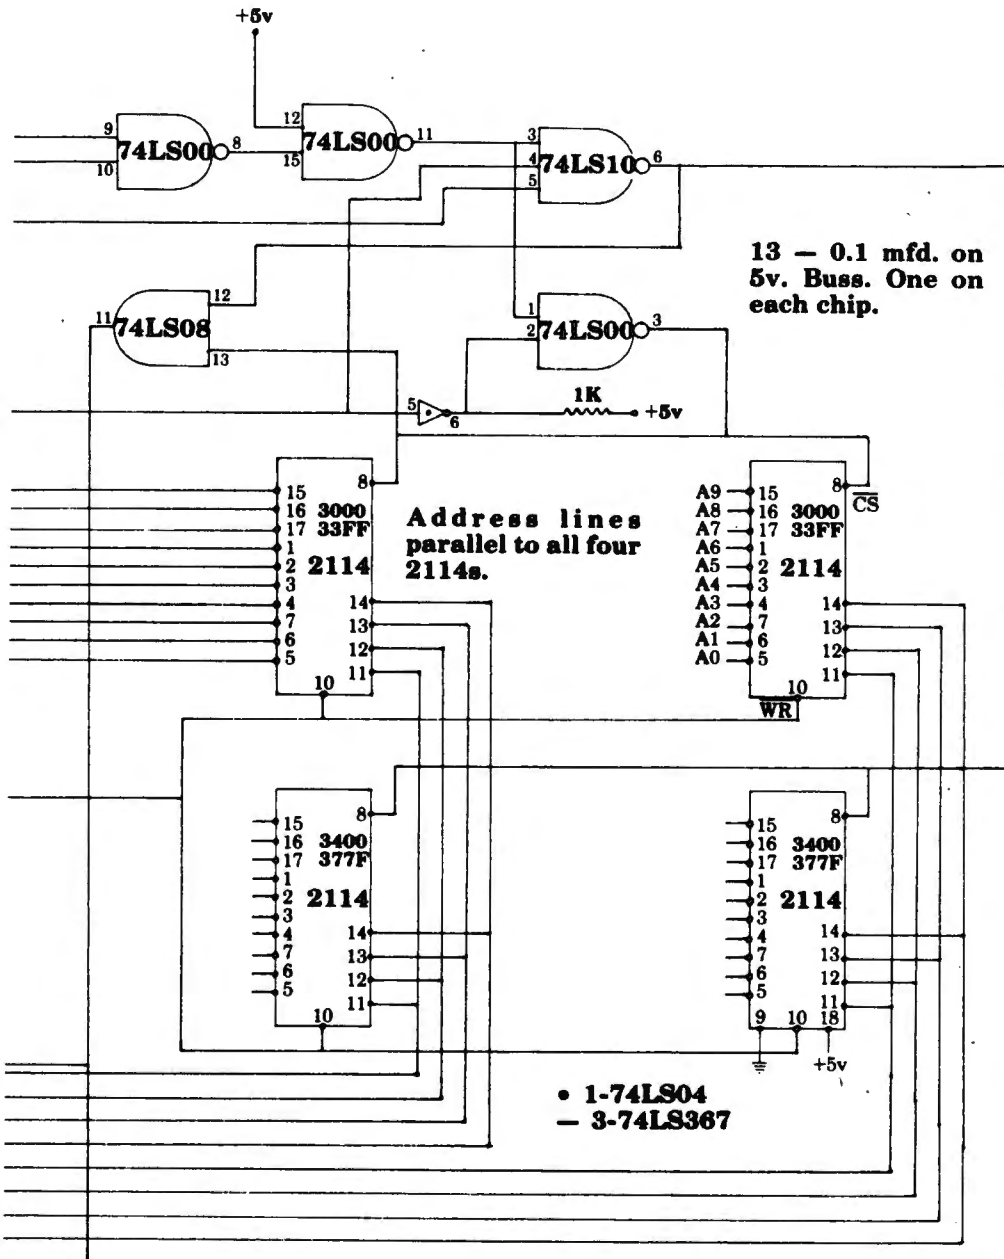 +5v
9
10
74LS00
8
12
15
74LS00
11
3
4
5
74LS10
6
13 — 0.1 mfd. on
5v. Buss. One on
each chip.
11
74LS08
12
13
1
2
74LS00
3
1K
+5v
5
6
8
15
16 3000
17 33FF
1
2 2114
3
4
7
6
5
14
13
12
11
10
Address lines
parallel to all four
2114s.
8
CS
A9 15
A8 16 3000
A7 17 33FF
A6 1
A5 2 2114
A4 3
A3 4
A2 7
A1 6
A0 5
14
13
12
11
10
WR
8
15
16 3400
17 377F
1
2 2114
3
4
7
6
5
14
13
12
11
10
8
15
16 3400
17 377F
1
2 2114
3
4
7
6
5
14
13
12
11
9 10 18
+5v
• 1-74LS04
— 3-74LS367